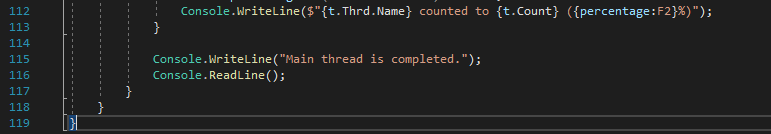 112 Console.WriteLine($"{t.Thrd.Name} counted to {t.Count} ({percentage:F2}%)");
113 }
114
115 Console.WriteLine("Main thread is completed.");
116 Console.ReadLine();
117 }
118 }
119 }